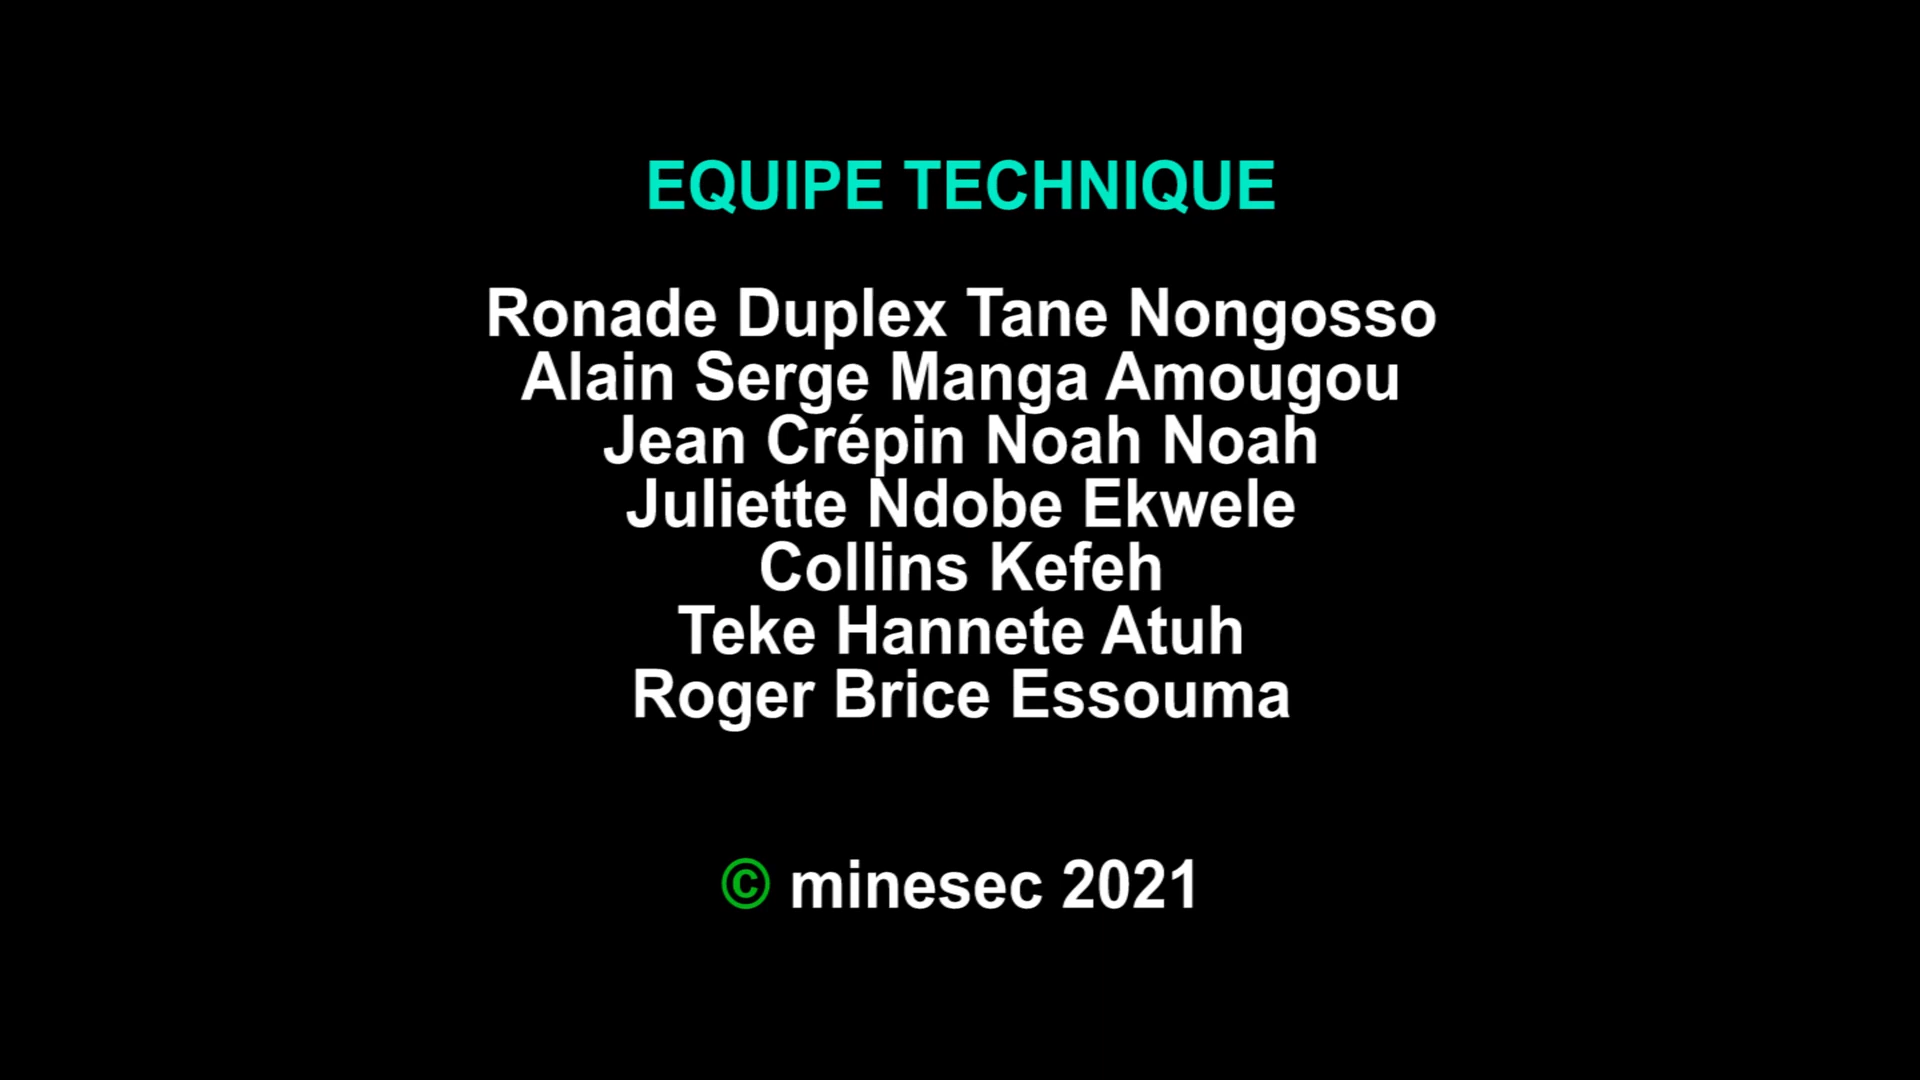 EQUIPE TECHNIQUE
Ronade Duplex Tane Nongosso
Alain Serge Manga Amougou
Jean Crépin Noah Noah
Juliette Ndobe Ekwele
Collins Kefeh
Teke Hannete Atuh
Roger Brice Essouma
© minesec 2021